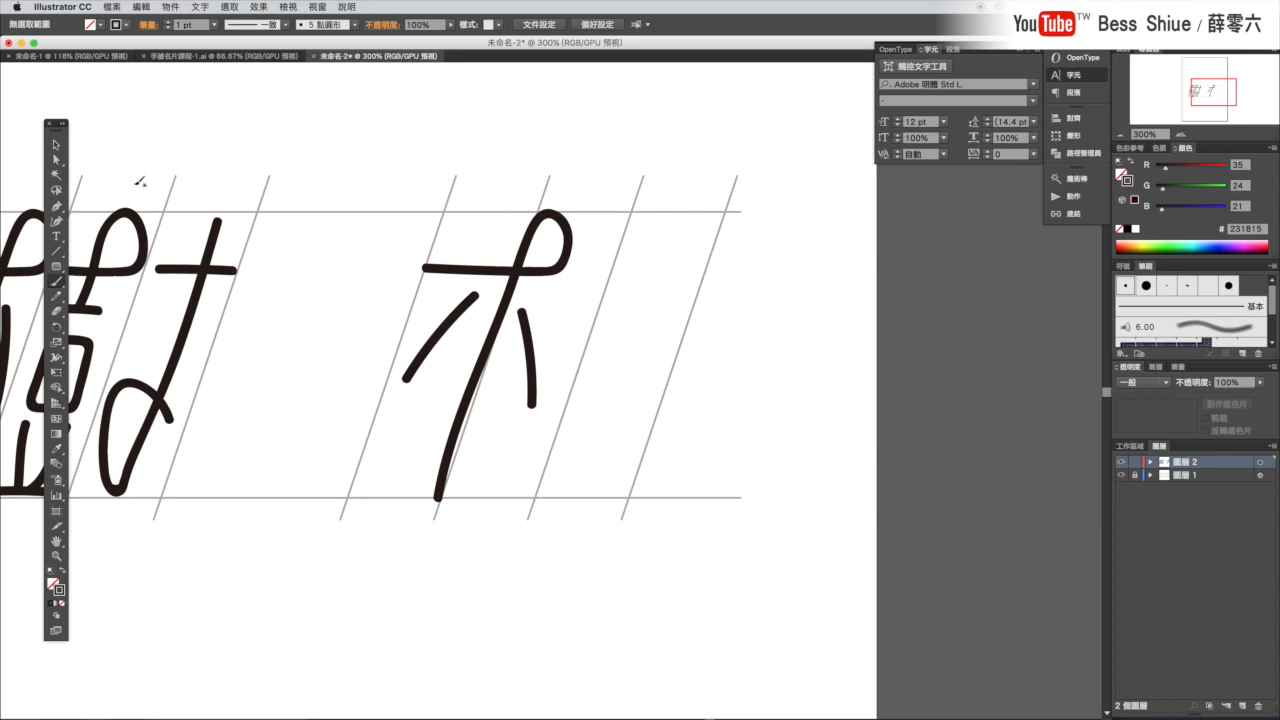 Illustrator CC 檔案 編輯 物件 文字 選取 效果 檢視 視窗 說明
YouTube TW Bess Shiue / 薛零六
無選取範圍 筆畫: 1 pt 一致 5 點圓形 不透明度: 100% 樣式: 文件設定 偏好設定
未命名-2* @ 300% (RGB/GPU 預視)
未命名-1 @ 118% (RGB/GPU 預視) 手繪名片課程-1.ai @ 66.67% (RGB/GPU 預視) 未命名-2* @ 300% (RGB/GPU 預視)
OpenType 字元 段落
觸控文字工具
Adobe 明體 Std L
-
12 pt (14.4 pt
100% 100%
自動 0
OpenType
字元
段落
對齊
變形
路徑管理員
魔術棒
動作
連結
300%
色彩參考 色票 顏色
R 35
G 24
B 21
# 231815
符號 筆刷
基本
6.00
透明度 漸層 筆畫
一般 不透明度: 100%
製作遮色片
剪裁
反轉遮色片
工作區域 圖層
圖層 2
圖層 1
2 個圖層